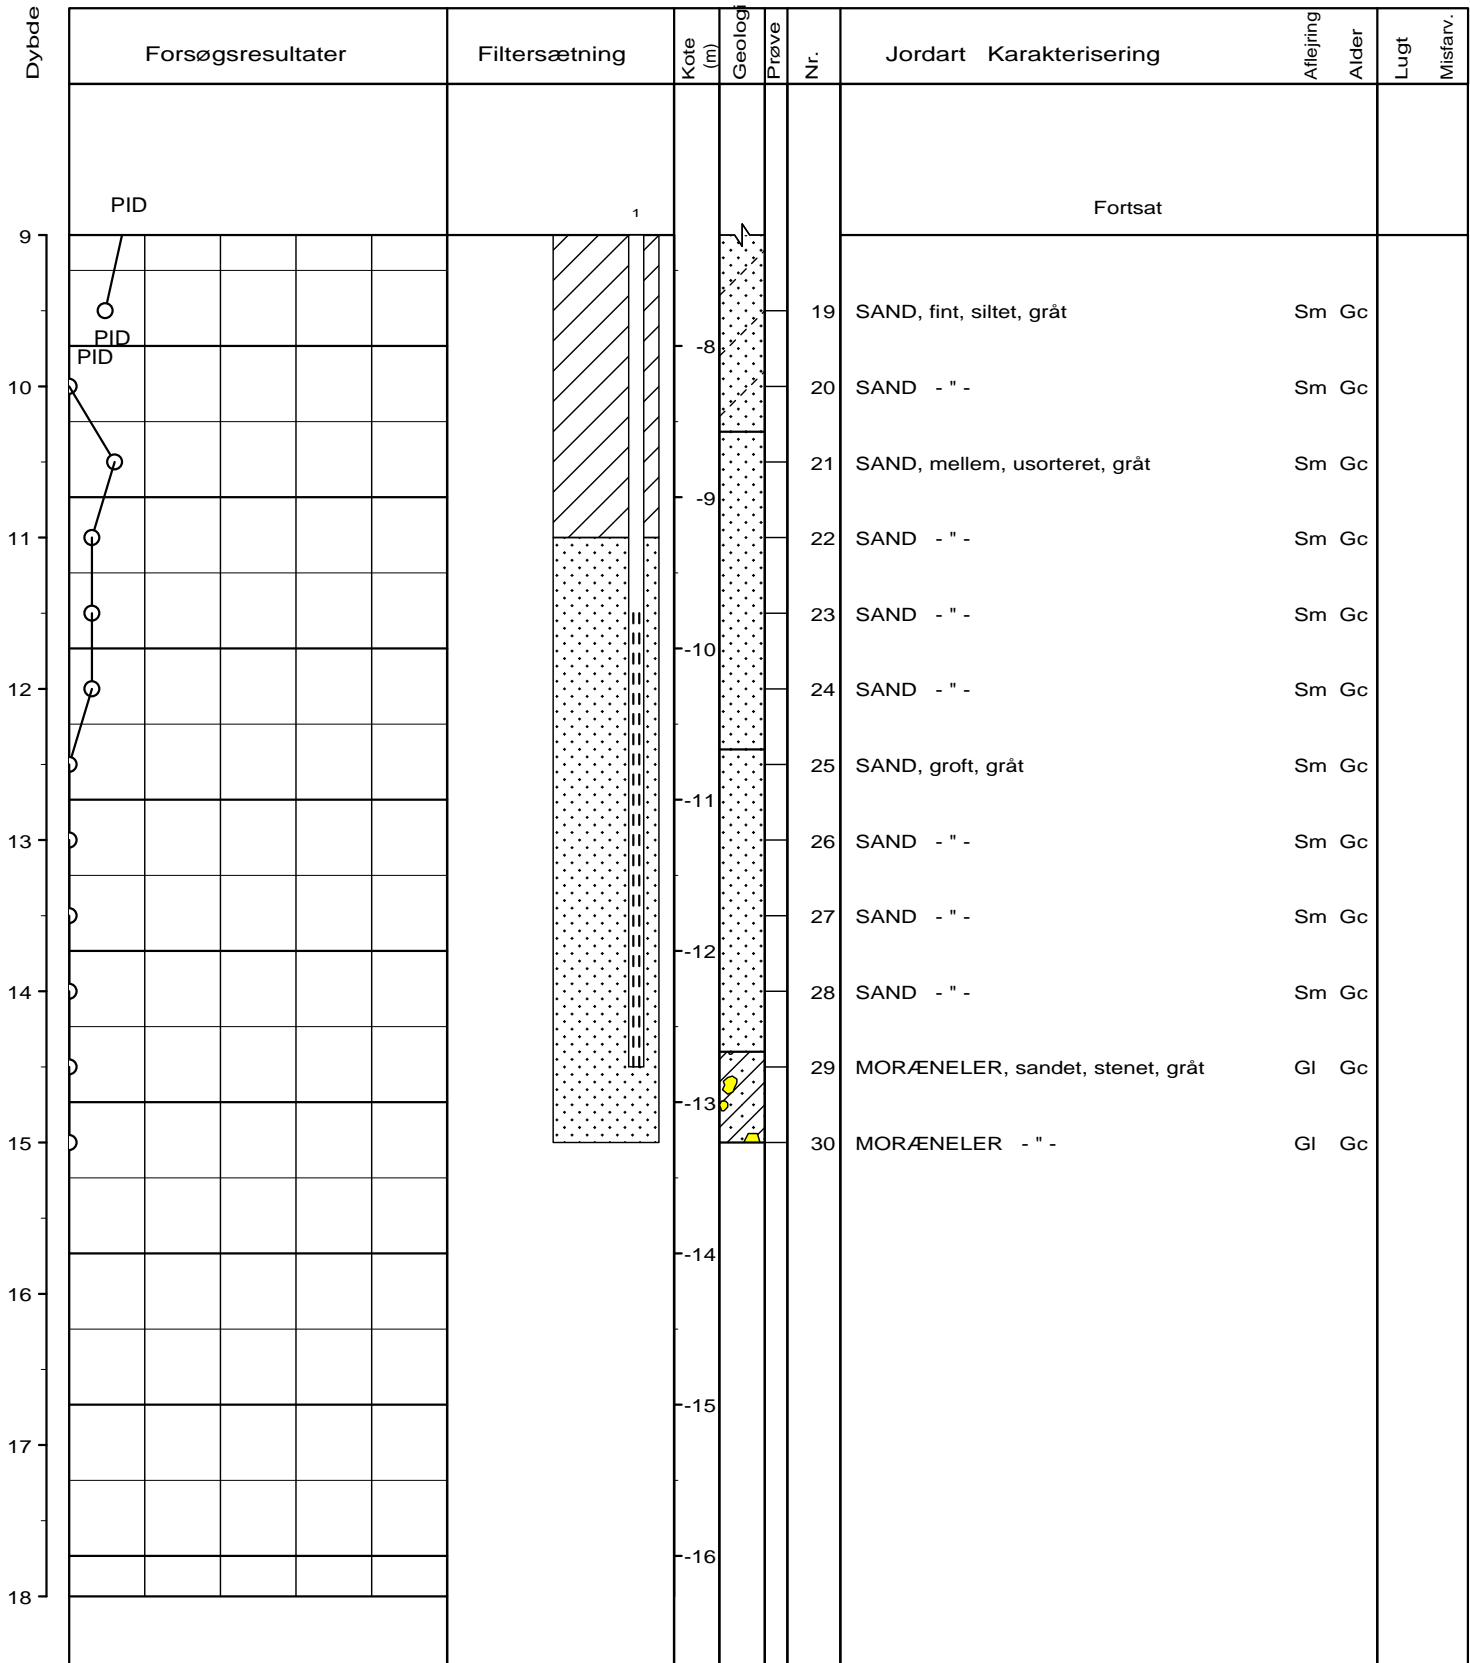 Dybde Forsøgsresultater Filtersætning Kote (m) Geologi Prøve Nr. Jordart Karakterisering Aflejring Alder Lugt Misfarv.
PID 1 Fortsat
9
19 SAND, fint, siltet, gråt Sm Gc
PID
PID -8
10 20 SAND - " - Sm Gc
21 SAND, mellem, usorteret, gråt Sm Gc
-9
11 22 SAND - " - Sm Gc
23 SAND - " - Sm Gc
-10
12 24 SAND - " - Sm Gc
25 SAND, groft, gråt Sm Gc
-11
13 26 SAND - " - Sm Gc
27 SAND - " - Sm Gc
-12
14 28 SAND - " - Sm Gc
29 MORÆNELER, sandet, stenet, gråt Gl Gc
-13
15 30 MORÆNELER - " - Gl Gc
-14
16
-15
17
-16
18